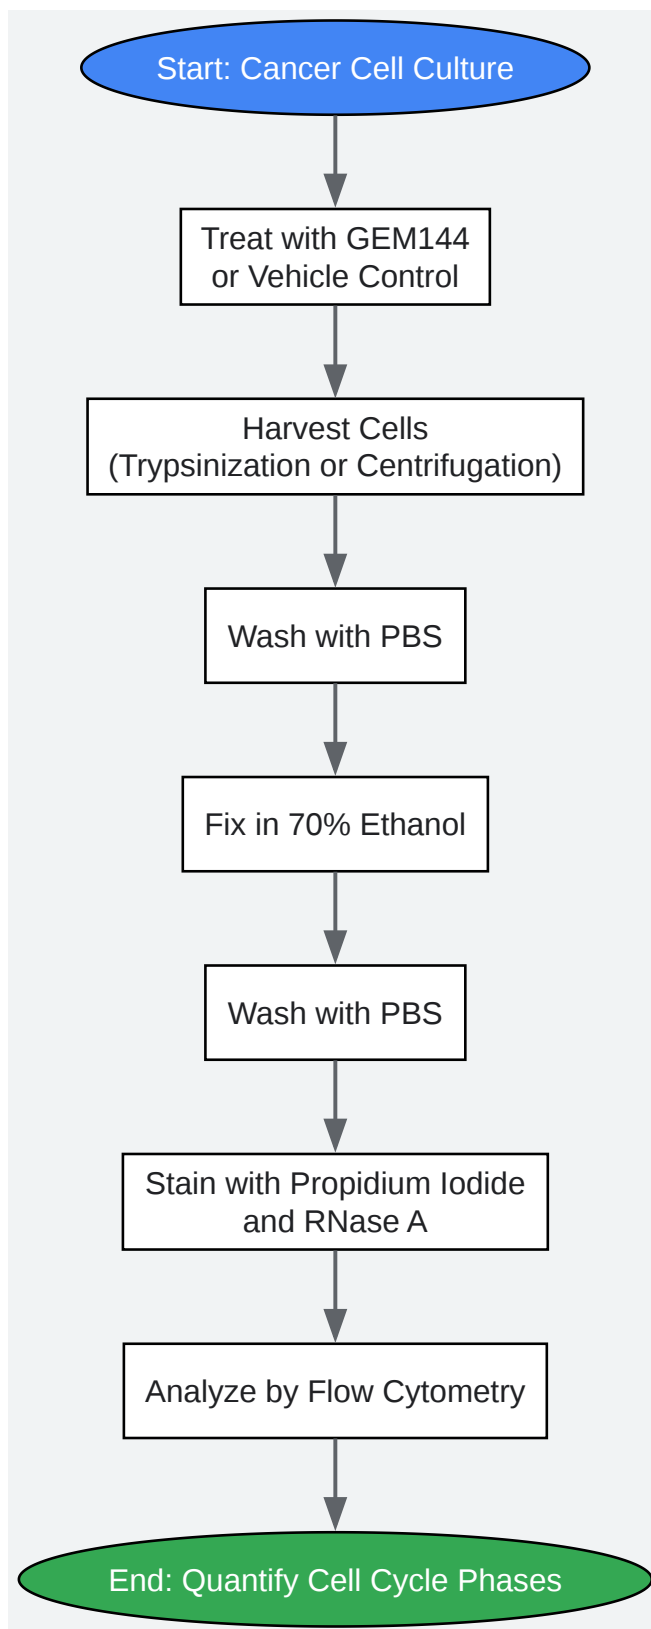 Start: Cancer Cell Culture
Treat with GEM144
or Vehicle Control
Harvest Cells
(Trypsinization or Centrifugation)
Wash with PBS
Fix in 70% Ethanol
Wash with PBS
Stain with Propidium Iodide
and RNase A
Analyze by Flow Cytometry
End: Quantify Cell Cycle Phases